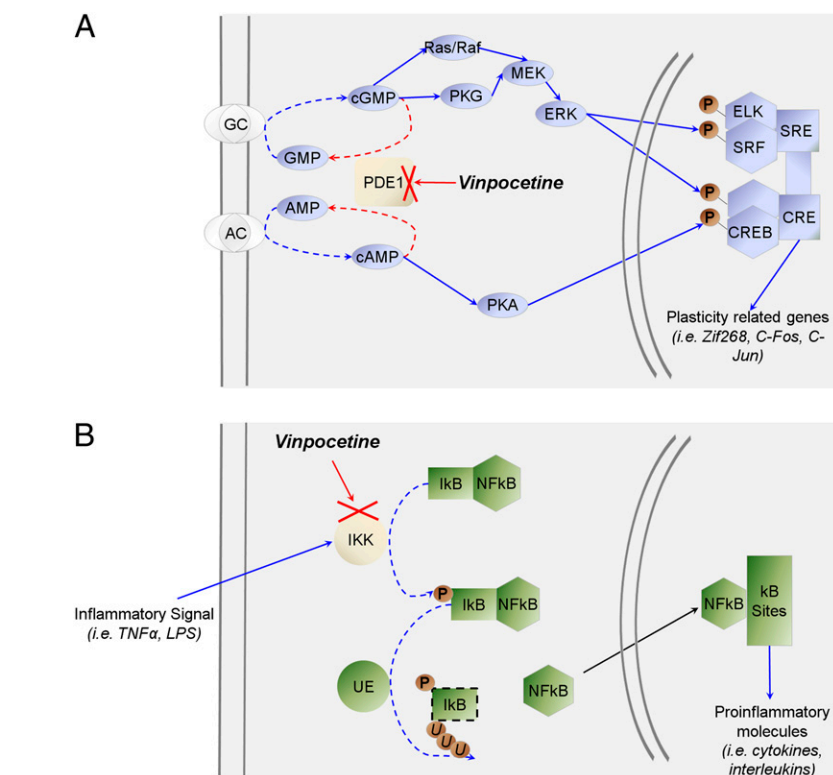 A
Ras/Raf
MEK
cGMP
PKG
ERK
GC
GMP
PDE1
Vinpocetine
AMP
AC
cAMP
PKA
P
ELK
P
SRF
SRE
P
P
CREB
CRE
Plasticity related genes
(i.e. Zif268, C-Fos, C-
Jun)
B
Vinpocetine
IkB NFkB
IKK
P
IkB NFkB
Inflammatory Signal
(i.e. TNFα, LPS)
UE
P
IkB
U
U
U
NFkB
NFkB
kB
Sites
Proinflammatory
molecules
(i.e. cytokines,
interleukins)